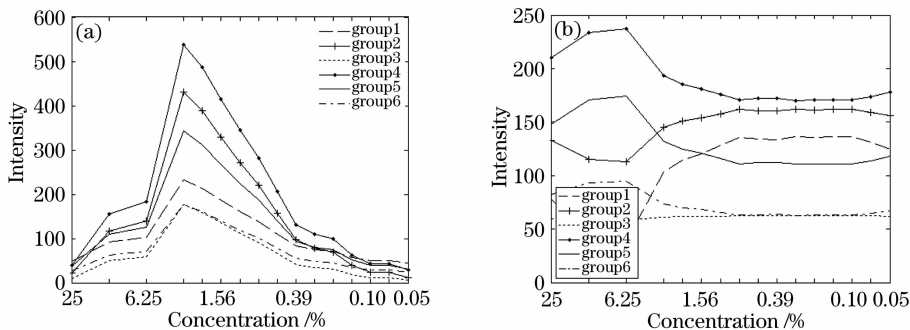 (a)
600
500
400
300
200
100
0
Intensity
group1
group2
group3
group4
group5
group6
25
6.25
1.56
0.39
0.10
0.05
Concentration /%
(b)
250
200
150
100
50
0
Intensity
group1
group2
group3
group4
group5
group6
25
6.25
1.56
0.39
0.10
0.05
Concentration /%